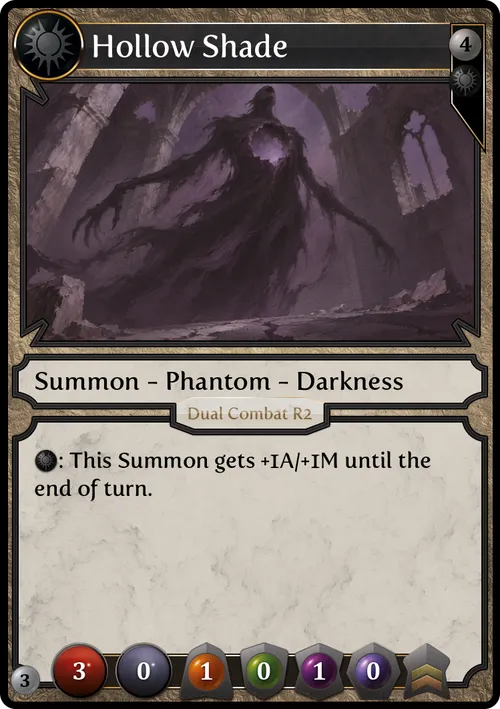 Hollow Shade
4
Summon – Phantom – Darkness
Dual Combat R2
: This Summon gets +1A/+1M until the
end of turn.
3
3* 0* 1 0 1 0